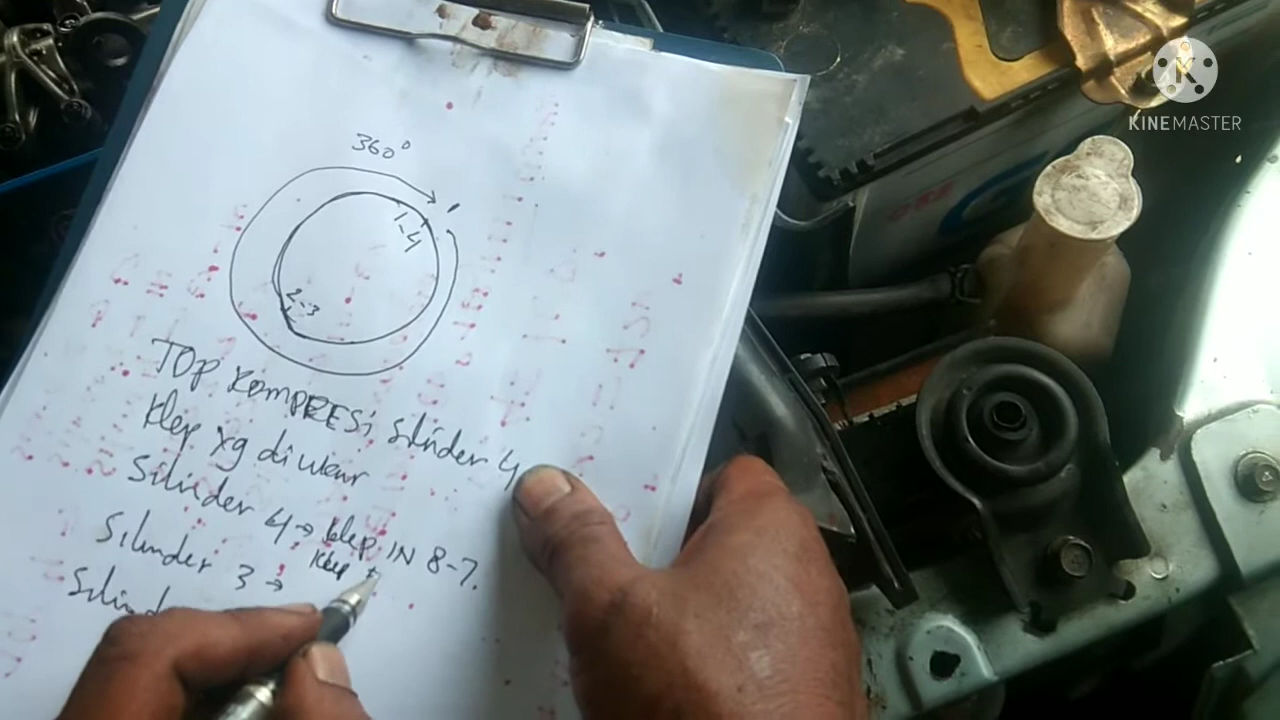 360°
1-4
2-3
TOP KOMPRESi Silinder 4
Klep yg di ukur
Silinder 4 → klep IN 8-7.
Klep
Silinder 3 →
Silind
KINEMASTER